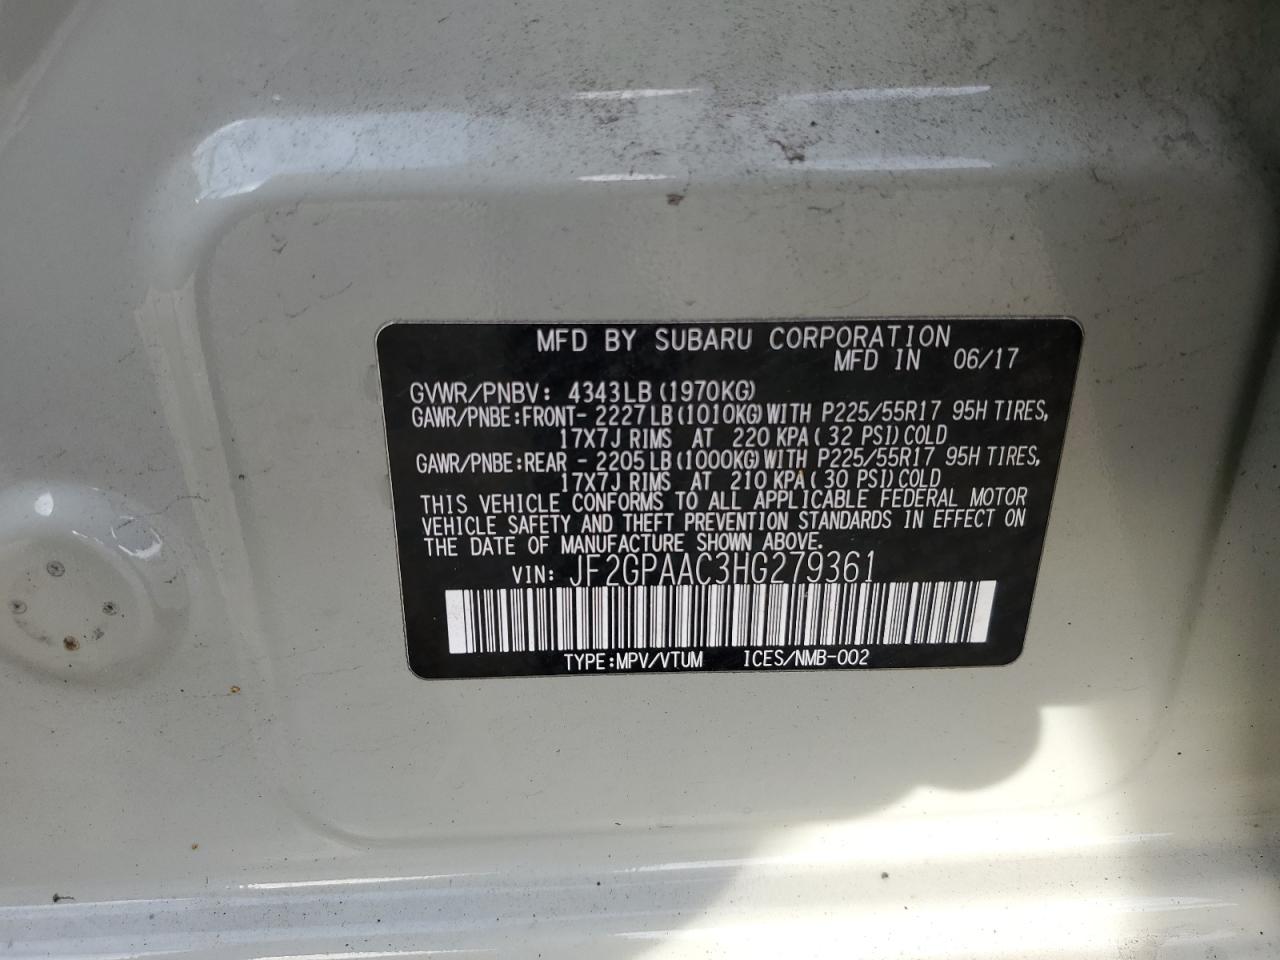 MFD BY SUBARU CORPORATION
MFD IN 06/17
GVWR/PNBV: 4343LB(1970KG)
GAWR/PNBE:FRONT- 2227LB(1010KG)WITH P225/55R17 95H TIRES,
17X7J RIMS AT 220 KPA(32 PSI)COLD
GAWR/PNBE:REAR - 2205LB(1000KG)WITH P225/55R17 95H TIRES,
17X7J RIMS AT 210 KPA(30 PSI)COLD
THIS VEHICLE CONFORMS TO ALL APPLICABLE FEDERAL MOTOR
VEHICLE SAFETY AND THEFT PREVENTION STANDARDS IN EFFECT ON
THE DATE OF MANUFACTURE SHOWN ABOVE.
VIN: JF2GPAAC3HG279361
TYPE:MPV/VTUM ICES/NMB-002